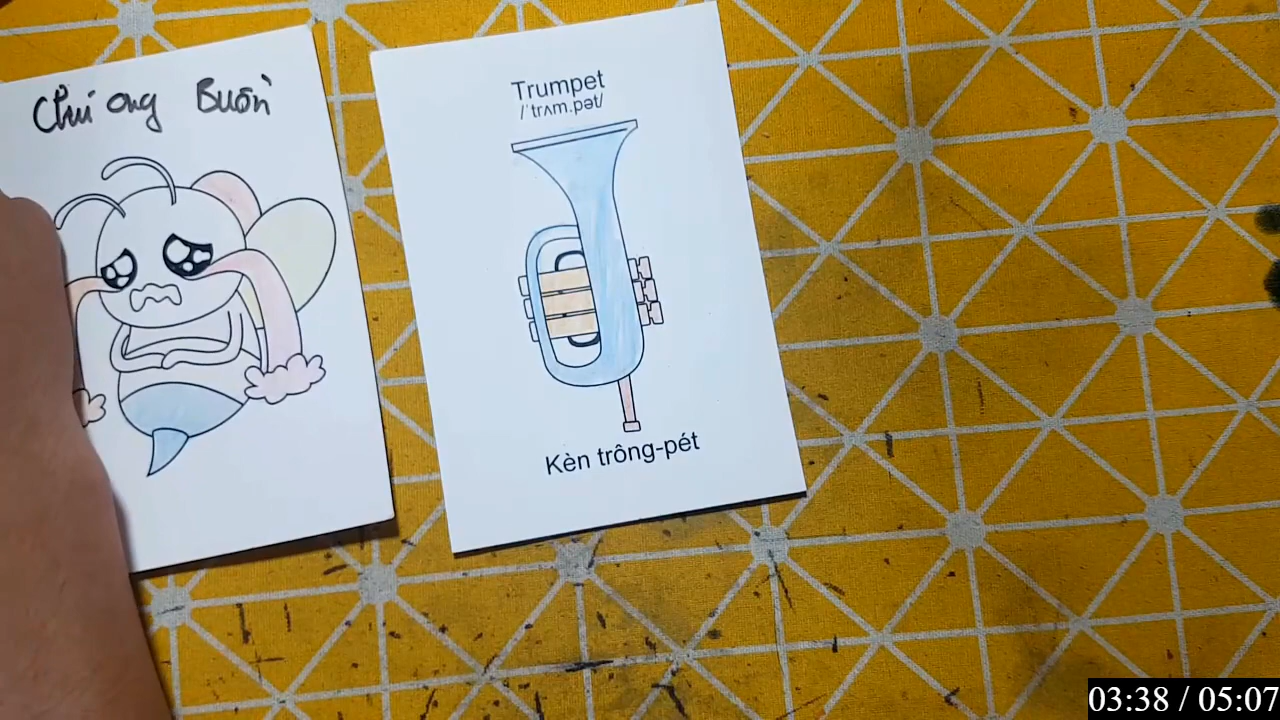 Chú ong Buồn
Trumpet
/ˈtrʌm.pət/
Kèn trông-pét
03:38 / 05:07